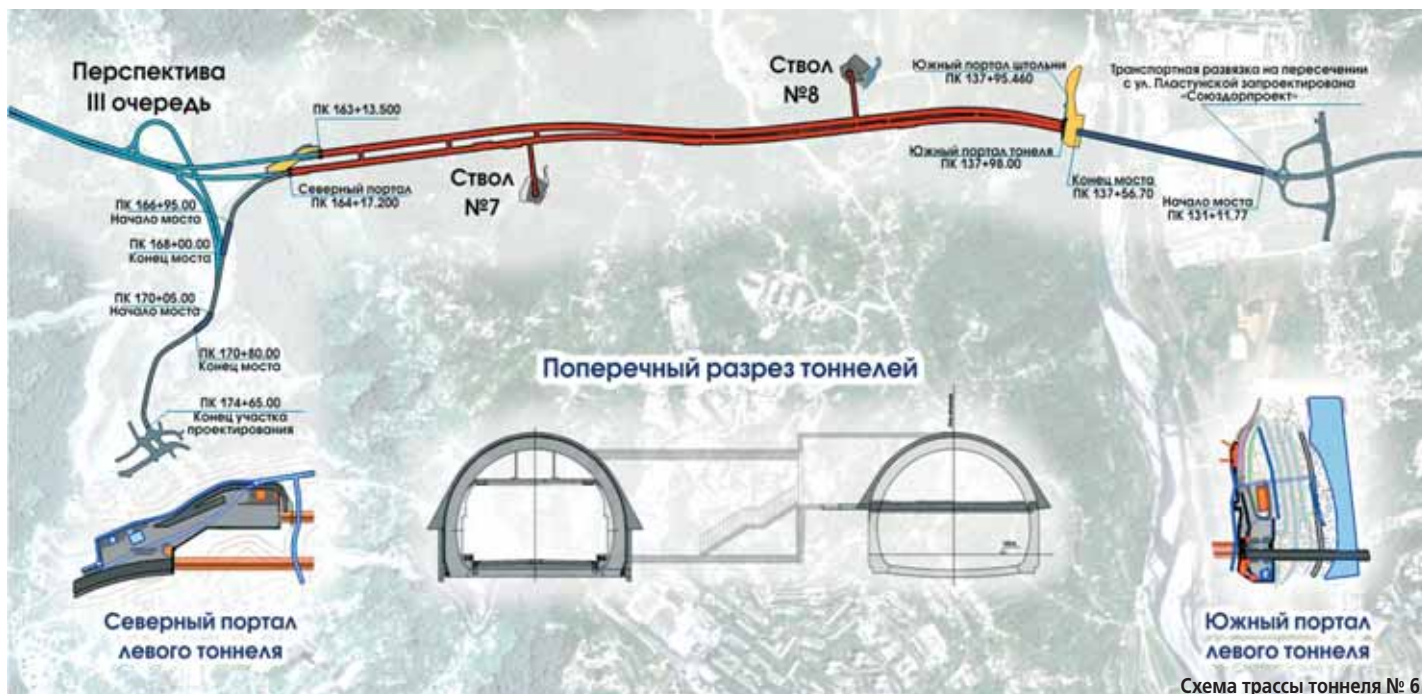 Перспектива
III очередь
ПК 163+13.500
Ствол
№8
Южный портал штольни
ПК 137+95.460
Транспортная развязка на пересечении
с ул. Пластунской запроектирована
«Союздорпроект»
Северный портал
ПК 164+17.200
Ствол
№7
Южный портал тонеля
ПК 137+98.00
Конец моста
ПК 137+56.70
Начало моста
ПК 131+11.77
ПК 166+95.00
Начало моста
ПК 168+00.00
Конец моста
ПК 170+05.00
Начало моста
ПК 170+80.00
Конец моста
ПК 174+65.00
Конец участка
проектирования
Поперечный разрез тоннелей
Северный портал
левого тоннеля
Южный портал
левого тоннеля
Схема трассы тоннеля № 6